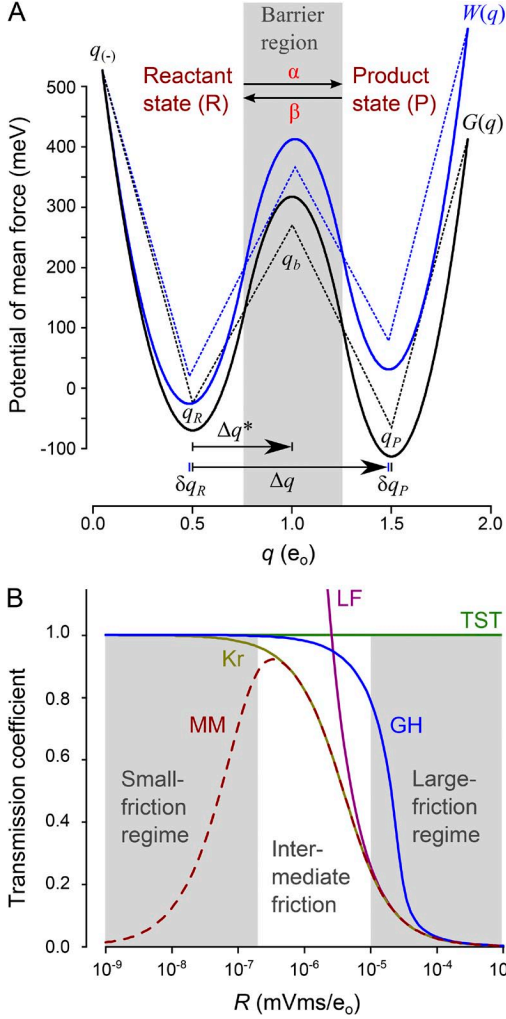 A
Barrier
region
W(q)
q(-)
Reactant
state (R)
α
β
Product
state (P)
G(q)
Potential of mean force (meV)
500
400
300
200
100
0
-100
qb
qR
qP
Δq*
δqR
Δq
δqP
0.0
0.5
1.0
1.5
2.0
q (eo)
B
LF
TST
Kr
MM
GH
Small-
friction
regime
Inter-
mediate
friction
Large-
friction
regime
Transmission coefficient
1.0
0.8
0.6
0.4
0.2
0.0
10-9
10-8
10-7
10-6
10-5
10-4
10-3
R (mVms/eo)